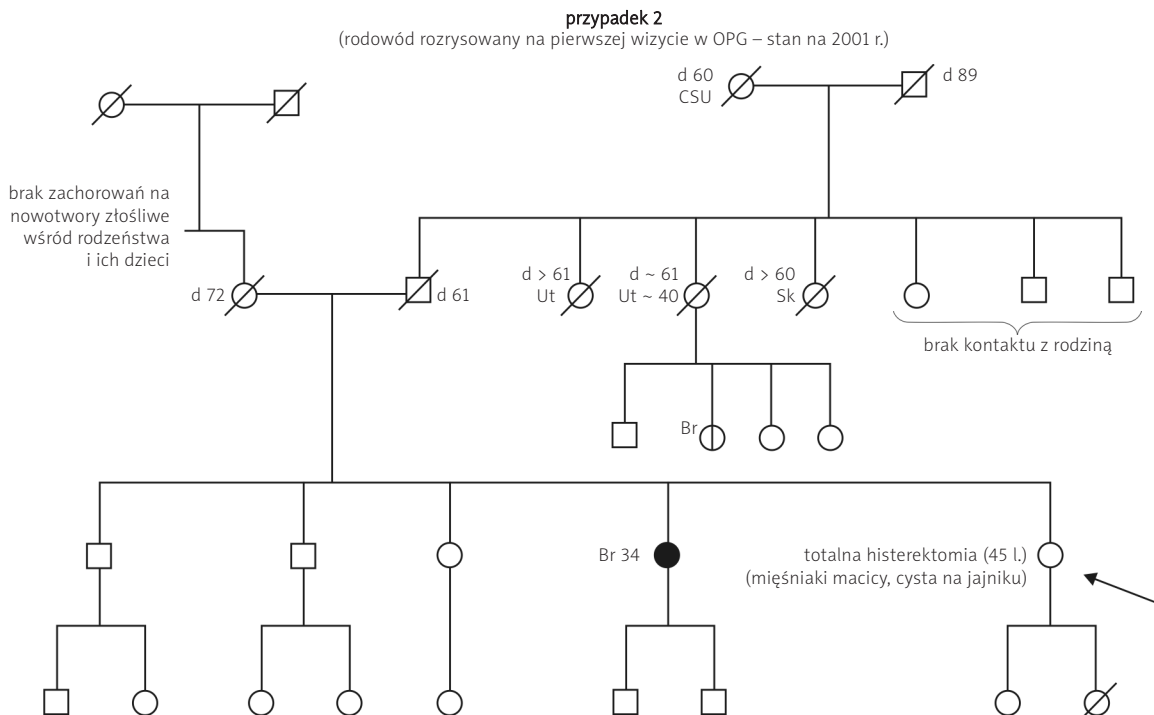 przypadek 2
(rodowód rozrysowany na pierwszej wizycie w OPG – stan na 2001 r.)
d 60
CSU
d 89
brak zachorowań na
nowotwory złośliwe
wśród rodzeństwa
i ich dzieci
d 72
d 61
d > 61
Ut
d ~ 61
Ut ~ 40
d > 60
Sk
brak kontaktu z rodziną
Br
Br 34
totalna histerektomia (45 l.)
(mięśniaki macicy, cysta na jajniku)